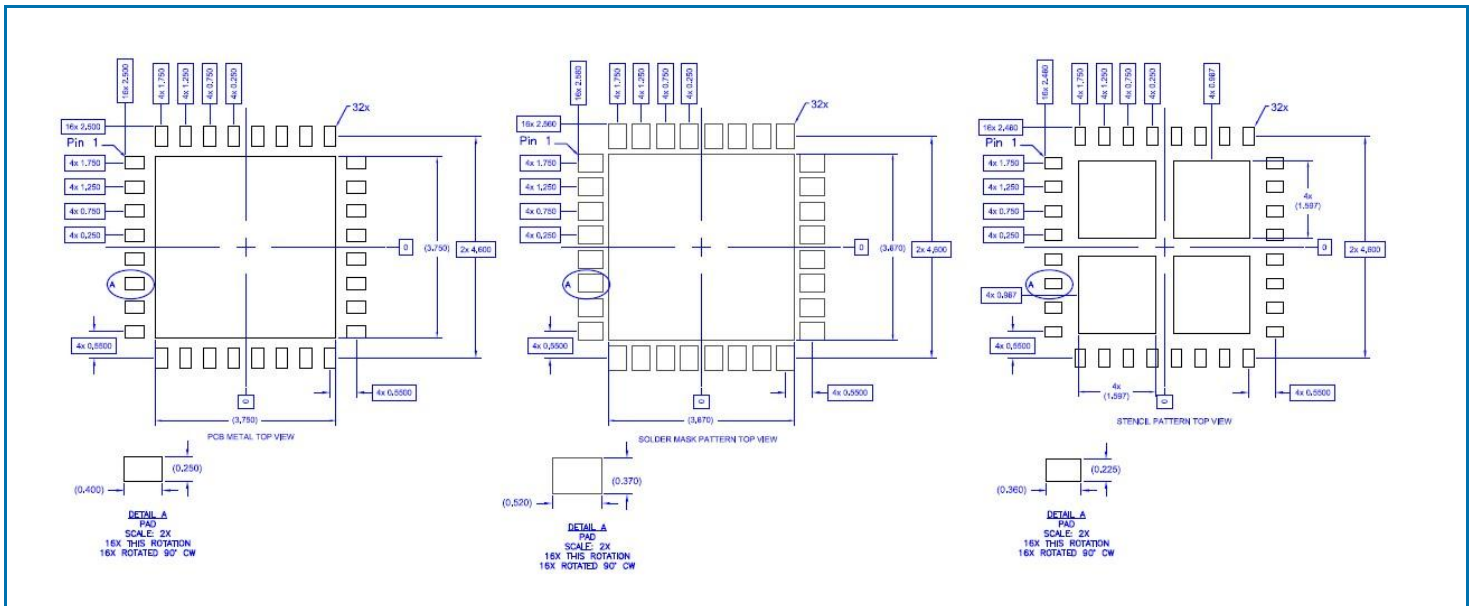 16x 2.500
4x 1.750
4x 1.250
4x 0.750
4x 0.250
32x
16x 2.500
Pin 1
4x 1.750
4x 1.250
4x 0.750
4x 0.250
A
4x 0.5500
0
(3.750)
2x 4.600
4x 0.5500
0
(3.750)
PCB METAL TOP VIEW
(0.250)
(0.400)
DETAIL A
PAD
SCALE: 2X
16X THIS ROTATION
16X ROTATED 90° CW
16x 2.560
4x 1.750
4x 1.250
4x 0.750
4x 0.250
32x
16x 2.560
Pin 1
4x 1.750
4x 1.250
4x 0.750
4x 0.250
A
4x 0.5500
0
(3.870)
2x 4.600
4x 0.5500
0
(3.870)
SOLDER MASK PATTERN TOP VIEW
(0.370)
(0.520)
DETAIL A
PAD
SCALE: 2X
16X THIS ROTATION
16X ROTATED 90° CW
16x 2.480
4x 1.750
4x 1.250
4x 0.750
4x 0.250
4x 0.987
32x
16x 2.480
Pin 1
4x 1.750
4x 1.250
4x 0.750
4x 0.250
A
4x 0.987
4x 0.5500
4x
(1.597)
0
2x 4.600
4x 0.5500
4x
(1.597)
0
STENCIL PATTERN TOP VIEW
(0.225)
(0.360)
DETAIL A
PAD
SCALE: 2X
16X THIS ROTATION
16X ROTATED 90° CW